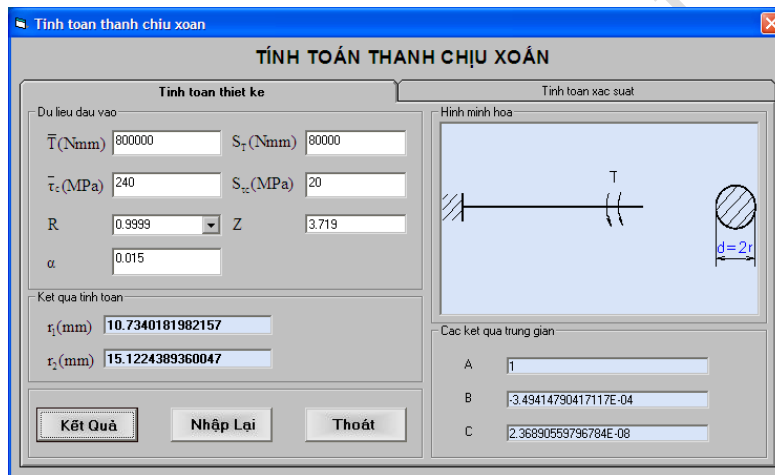 Tinh toan thanh chiu xoan
TÍNH TOÁN THANH CHỊU XOẮN
Tinh toan thiet ke
Tinh toan xac suat
Du lieu dau vao
T̅(Nmm) 800000 S_T(Nmm) 80000
τ̅c(MPa) 240 Sτc(MPa) 20
R 0.9999 Z 3.719
α 0.015
Ket qua tinh toan
r₁(mm) 10.7340181982157
r₂(mm) 15.1224389360047
Kết Quả Nhập Lại Thoát
Hinh minh hoa
T
d=2r
Cac ket qua trung gian
A 1
B -3.49414790417117E-04
C 2.36890559796784E-08